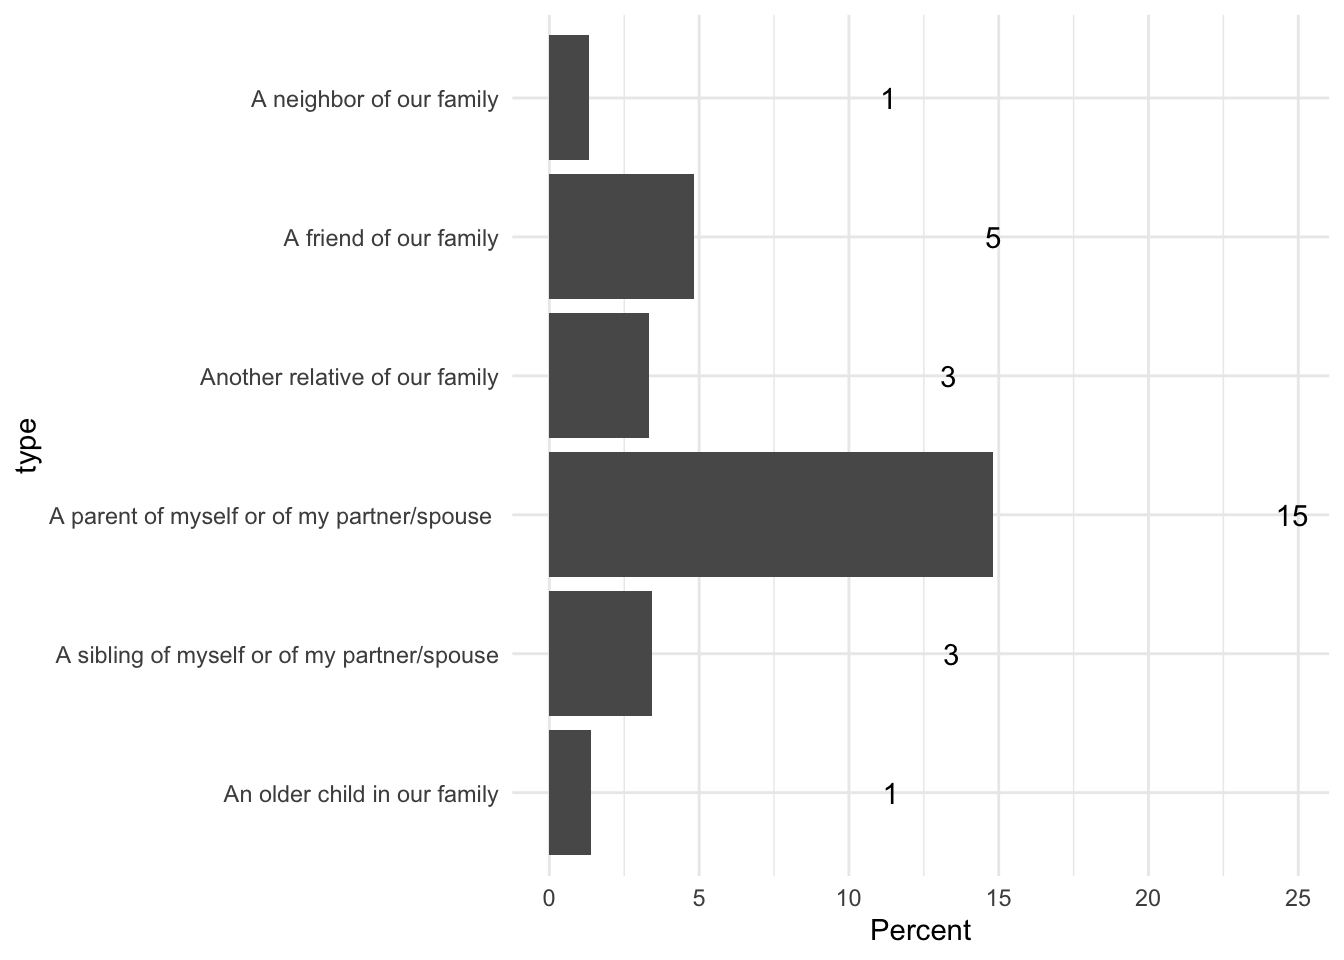 A neighbor of our family
1
A friend of our family
5
Another relative of our family
3
type
A parent of myself or of my partner/spouse
15
A sibling of myself or of my partner/spouse
3
An older child in our family
1
0 5 10 15 20 25
Percent